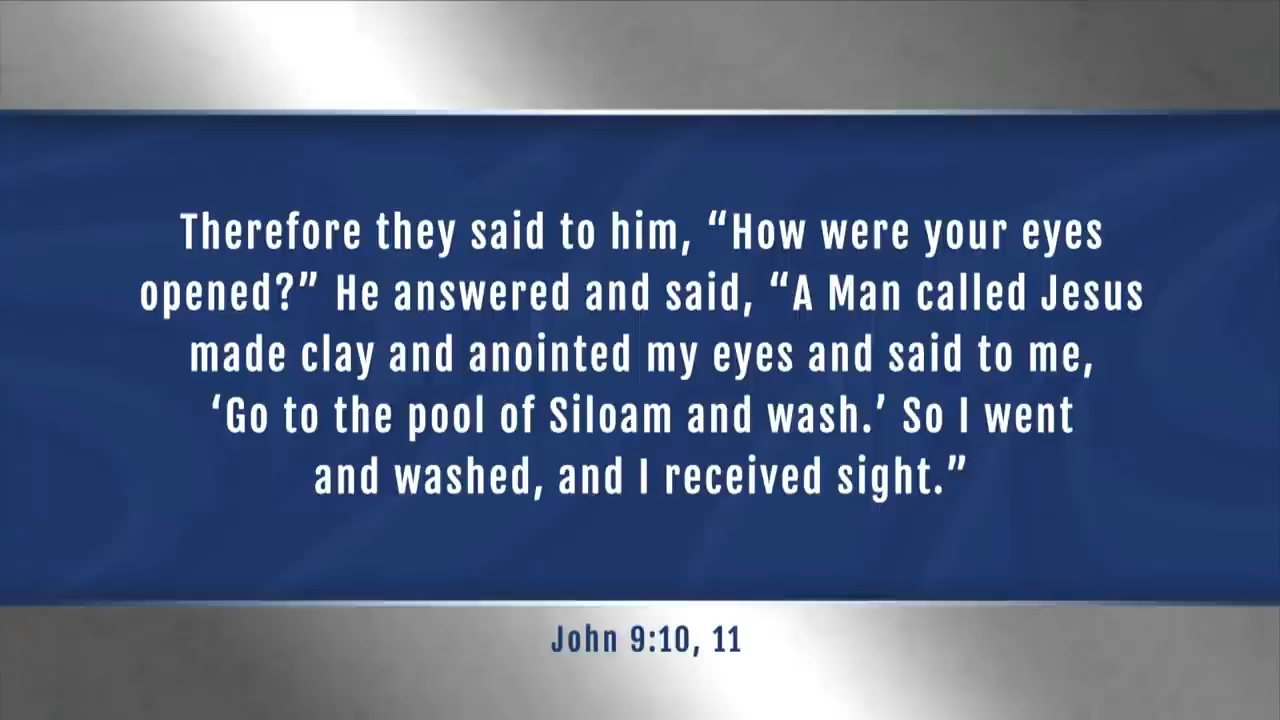 Therefore they said to him, “How were your eyes
opened?” He answered and said, “A Man called Jesus
made clay and anointed my eyes and said to me,
‘Go to the pool of Siloam and wash.’ So I went
and washed, and I received sight.”
John 9:10, 11